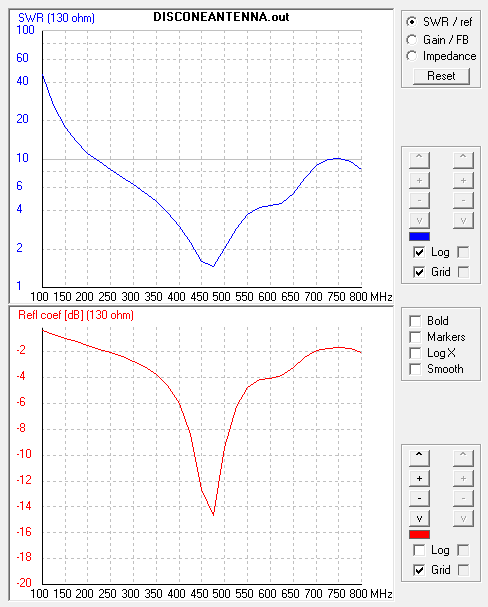 SWR (130 ohm) DISCONEANTENNA.out
100
60
40
20
10
6
4
2
1
100 150 200 250 300 350 400 450 500 550 600 650 700 750 800 MHz
Refl coef [dB] (130 ohm)
-2
-4
-6
-8
-10
-12
-14
-16
-18
-20
100 150 200 250 300 350 400 450 500 550 600 650 700 750 800 MHz
SWR / ref
Gain / FB
Impedance
Reset
^ ^
+ +
- -
v v
Log
Grid
Bold
Markers
Log X
Smooth
^ ^
+ +
- -
v v
Log
Grid